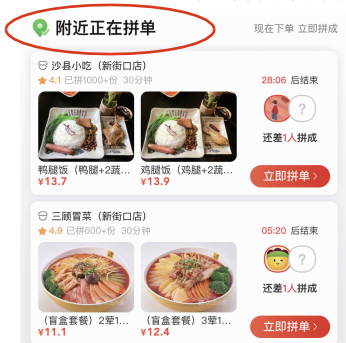 附近正在拼单
现在下单 立即拼成
沙县小吃（新街口店）
4.1 已拼1000+份 30分钟
28:06 后结束
?
还差1人拼成
鸭腿饭（鸭腿+2蔬...
鸡腿饭（鸡腿+2蔬...
¥13.7
¥13.9
立即拼单 >
三顾冒菜（新街口店）
4.9 已拼600+份 30分钟
05:20 后结束
?
还差1人拼成
（盲盒套餐）2荤1...
（盲盒套餐）3荤1...
¥11.1
¥12.4
立即拼单 >